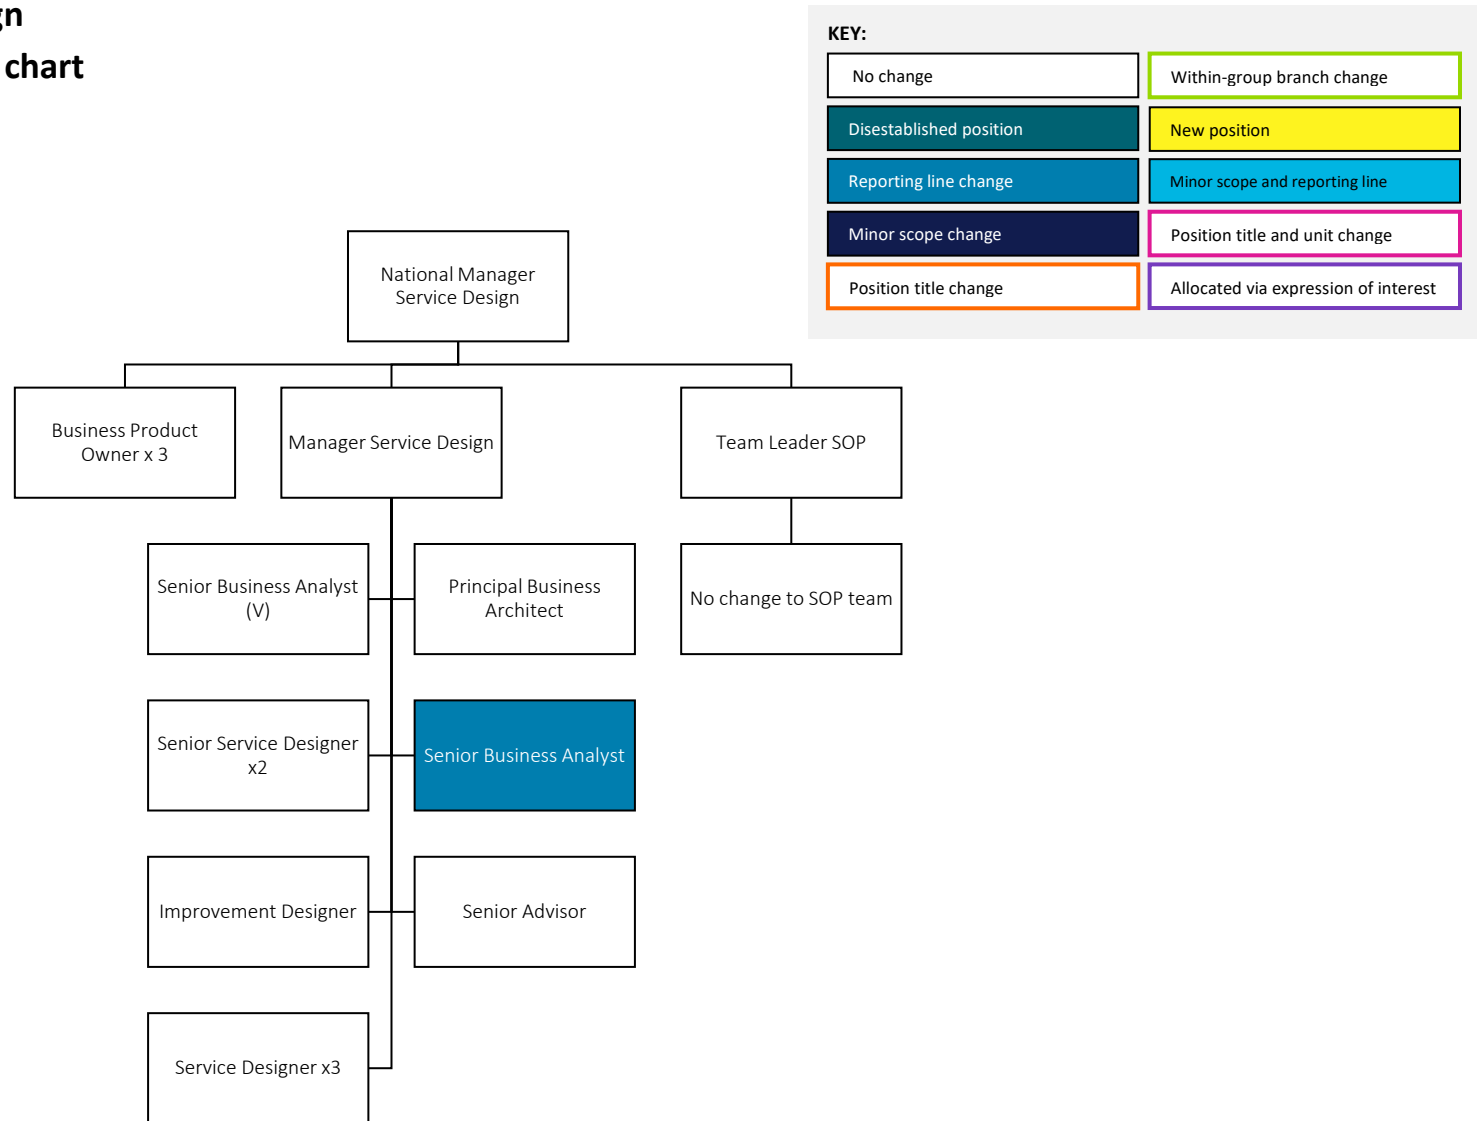 chart
KEY:
No change
Within-group branch change
Disestablished position
New position
Reporting line change
Minor scope and reporting line
Minor scope change
Position title and unit change
Position title change
Allocated via expression of interest
National Manager
Service Design
Business Product
Owner x 3
Manager Service Design
Team Leader SOP
Senior Business Analyst
(V)
Principal Business
Architect
No change to SOP team
Senior Service Designer
x2
Senior Business Analyst
Improvement Designer
Senior Advisor
Service Designer x3